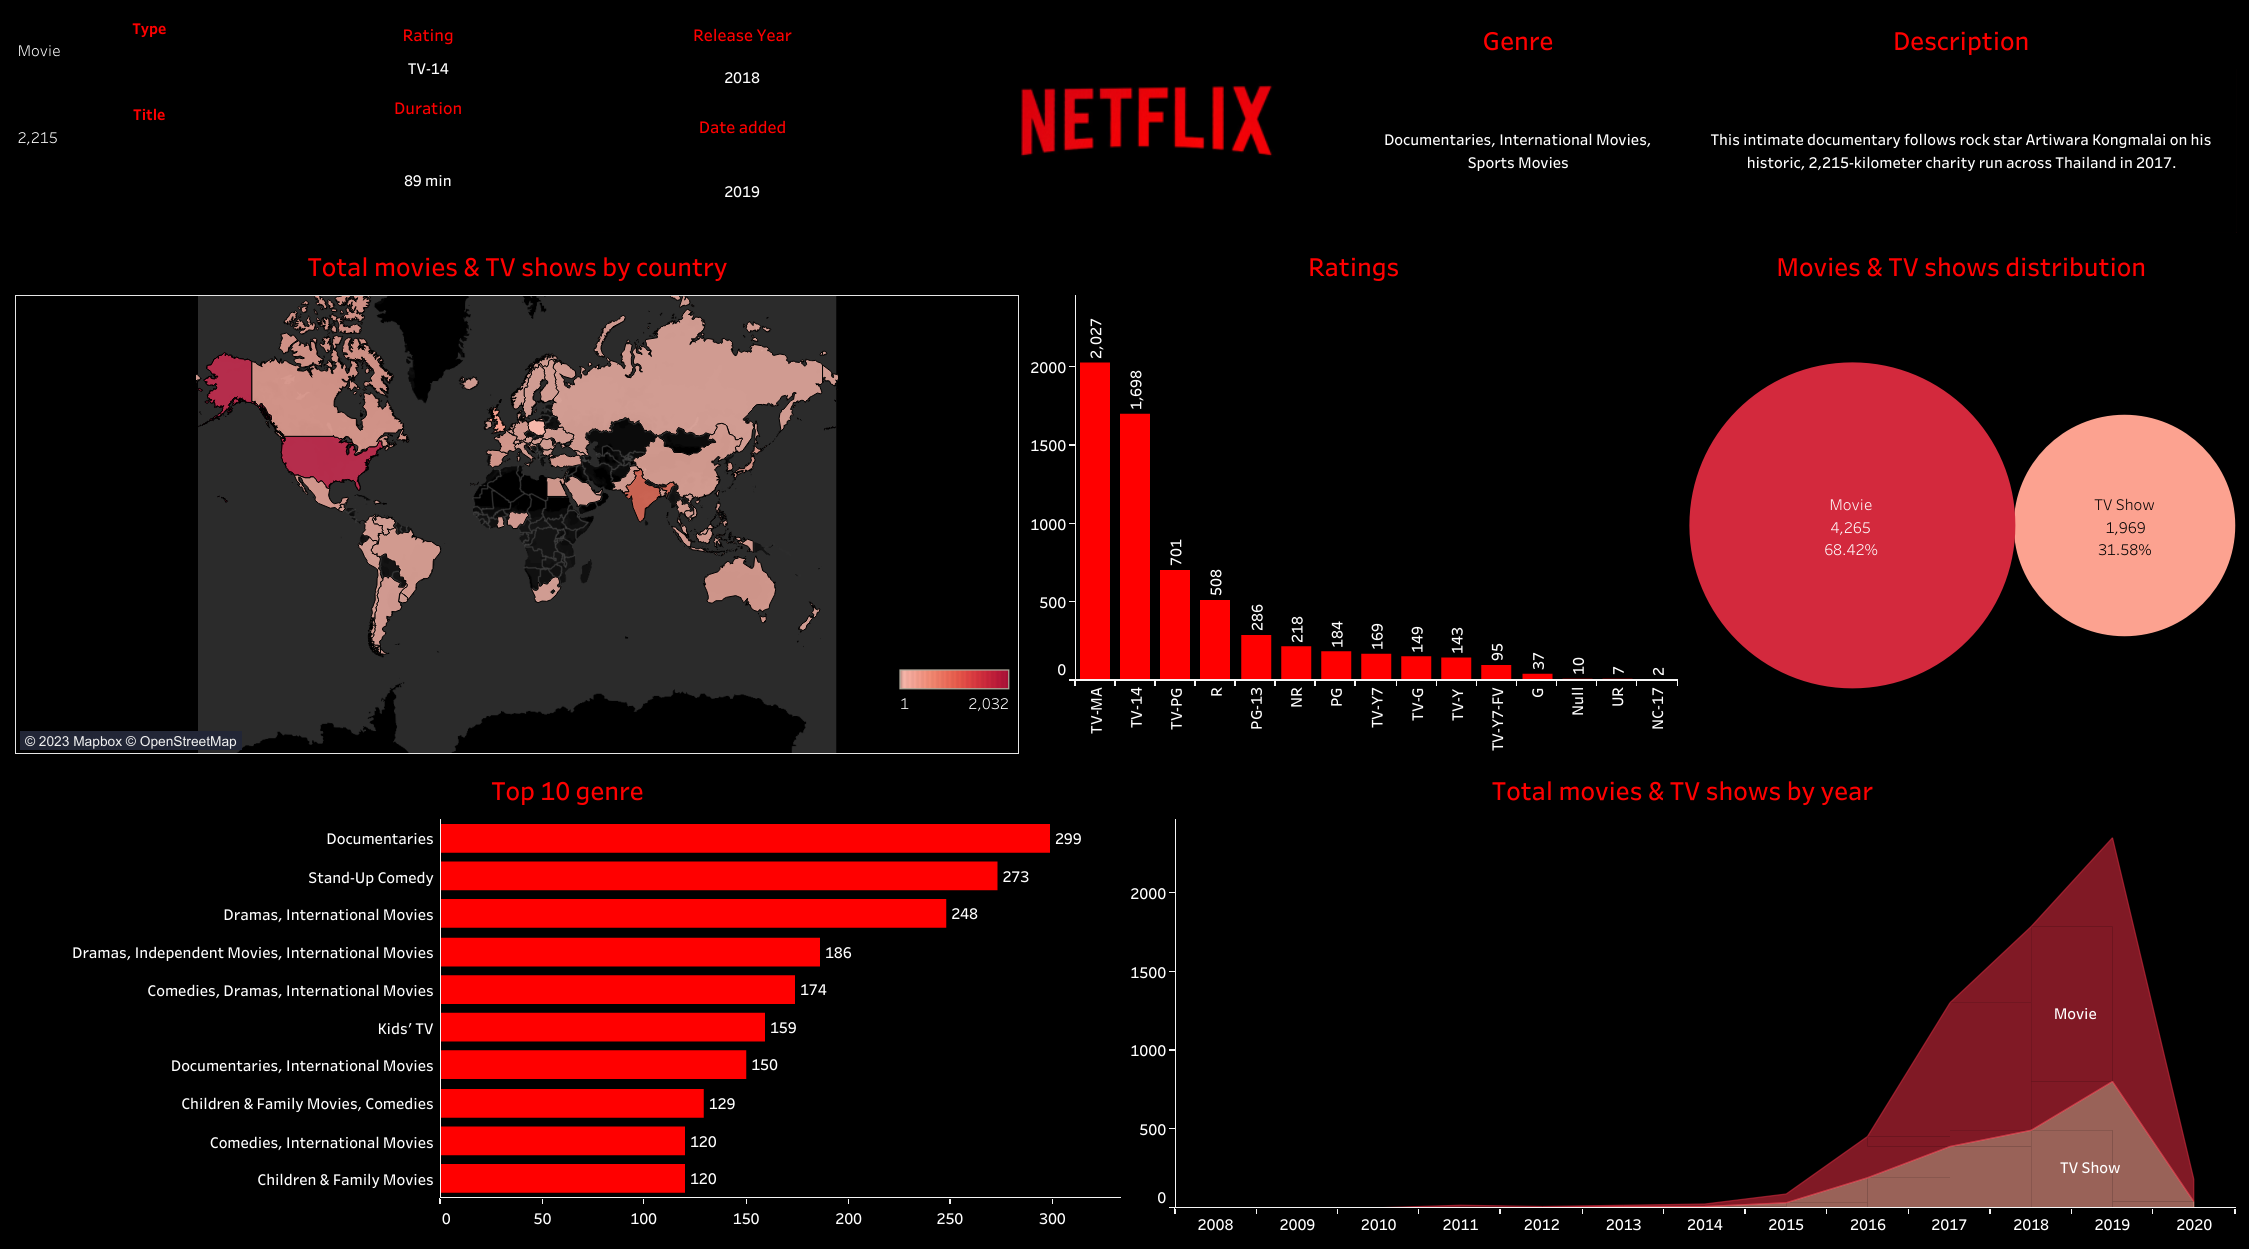 Type
Movie
Title
2,215
Rating
TV-14
Duration
89 min
Release Year
2018
Date added
2019
NETFLIX
Genre
Documentaries, International Movies,
Sports Movies
Description
This intimate documentary follows rock star Artiwara Kongmalai on his
historic, 2,215-kilometer charity run across Thailand in 2017.
Total movies & TV shows by country
1 2,032
© 2023 Mapbox © OpenStreetMap
Ratings
2000
1500
1000
500
0
2,027
1,698
701
508
286
218
184
169
149
143
95
37
10
7
2
TV-MA
TV-14
TV-PG
R
PG-13
NR
PG
TV-Y7
TV-G
TV-Y
TV-Y7-FV
G
Null
UR
NC-17
Movies & TV shows distribution
Movie
4,265
68.42%
TV Show
1,969
31.58%
Top 10 genre
Documentaries 299
Stand-Up Comedy 273
Dramas, International Movies 248
Dramas, Independent Movies, International Movies 186
Comedies, Dramas, International Movies 174
Kids' TV 159
Documentaries, International Movies 150
Children & Family Movies, Comedies 129
Comedies, International Movies 120
Children & Family Movies 120
0 50 100 150 200 250 300
Total movies & TV shows by year
2000
1500
1000
500
0
Movie
TV Show
2008 2009 2010 2011 2012 2013 2014 2015 2016 2017 2018 2019 2020